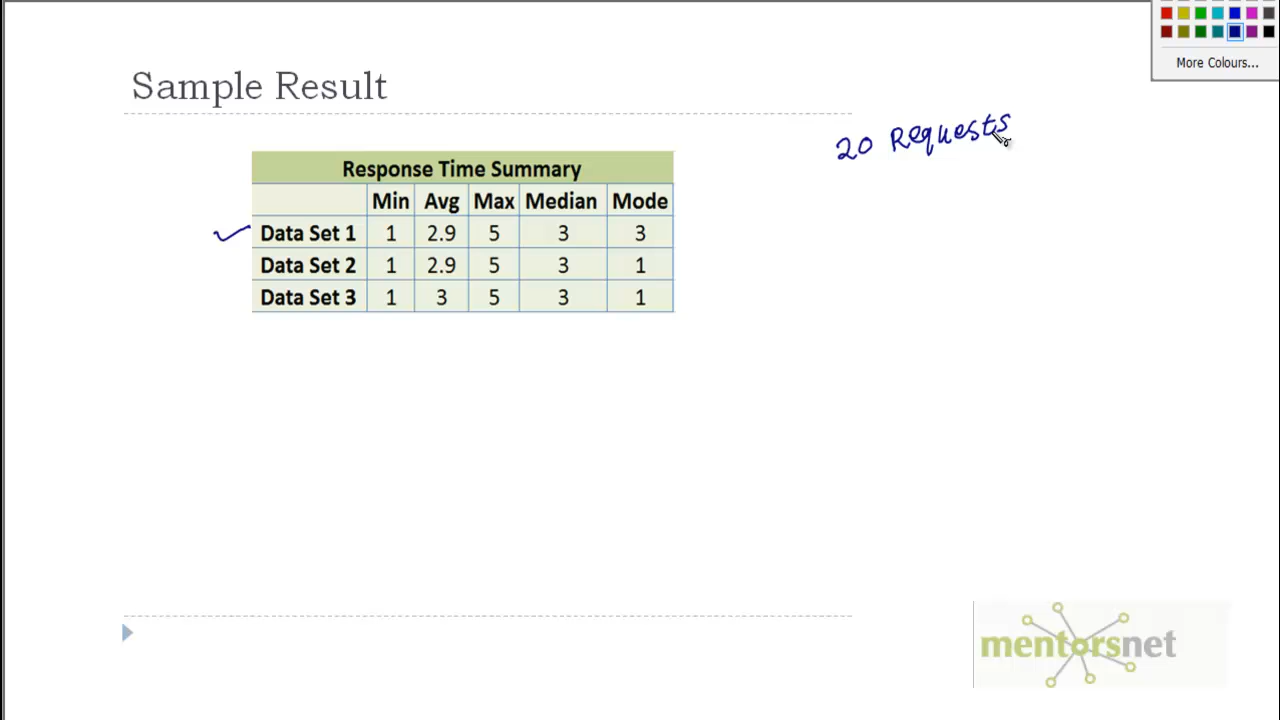 More Colours...
Sample Result
20 Requests
Response Time Summary
Min Avg Max Median Mode
Data Set 1 1 2.9 5 3 3
Data Set 2 1 2.9 5 3 1
Data Set 3 1 3 5 3 1
mentorsnet